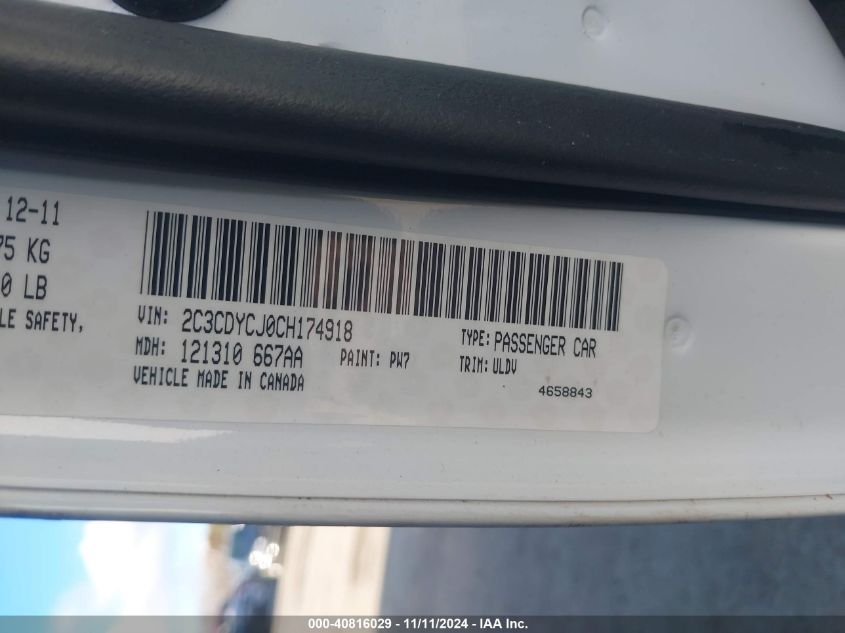 12-11
75 KG
0 LB
LE SAFETY,
VIN: 2C3CDYCJ0CH174918
TYPE: PASSENGER CAR
MDH: 121310 667AA PAINT: PW7
TRIM: ULDV
VEHICLE MADE IN CANADA
4658843
000-40816029 - 11/11/2024 - IAA Inc.